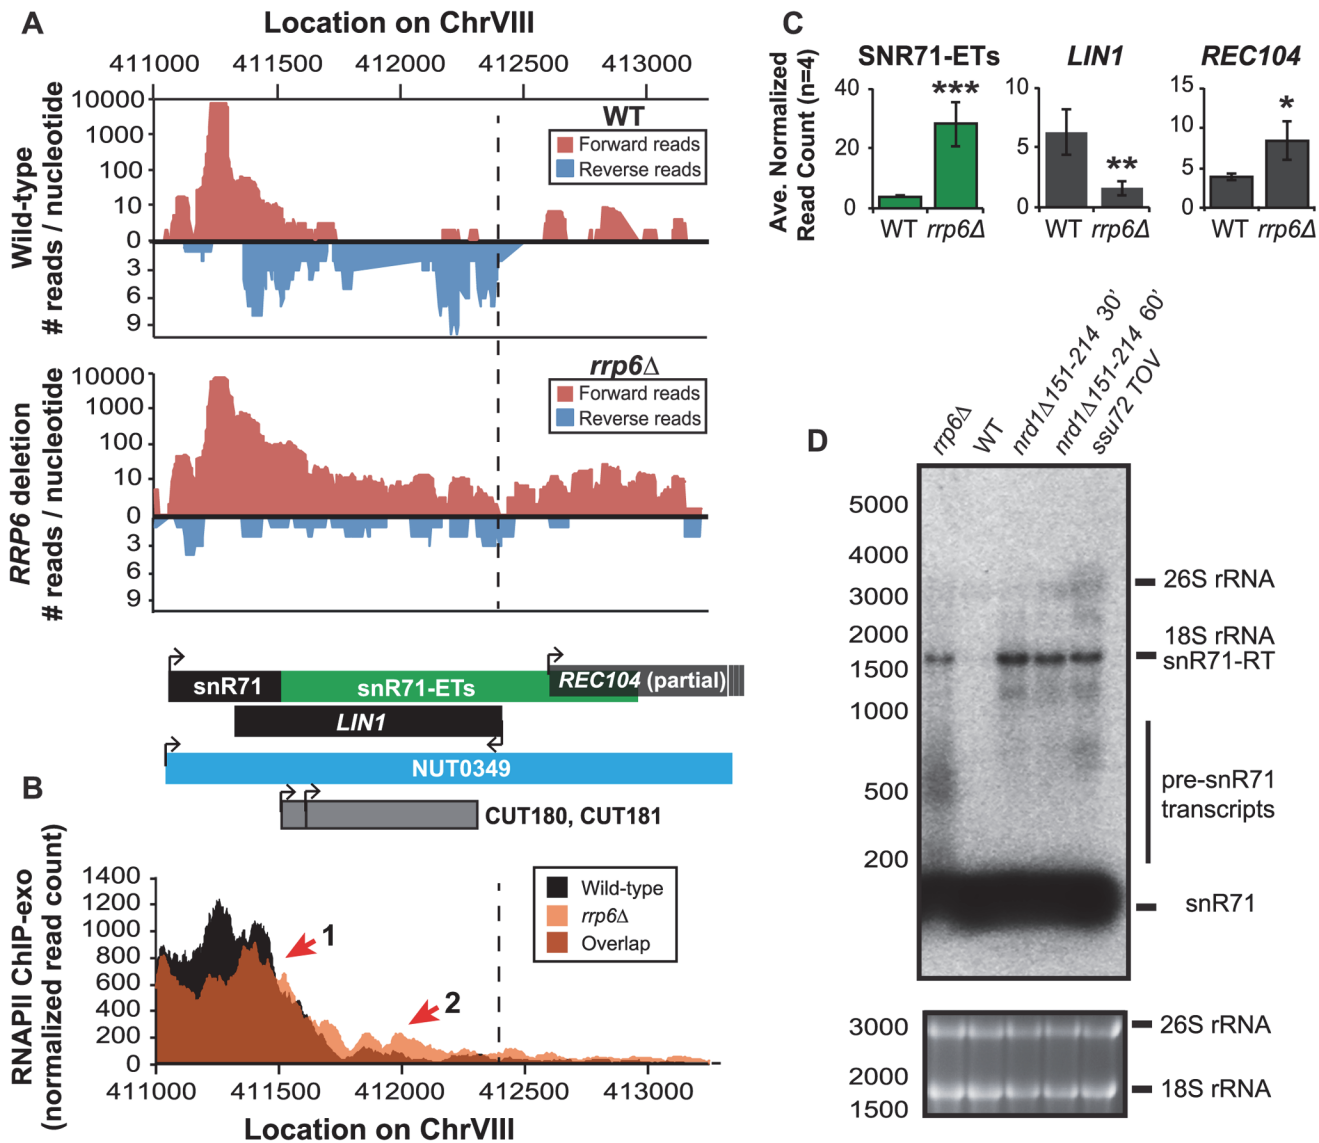 A
Location on ChrVIII
411000 411500 412000 412500 413000
Wild-type
# reads / nucleotide
10000
1000
100
10
0
3
6
9
WT
Forward reads
Reverse reads
RRP6 deletion
# reads / nucleotide
10000
1000
100
10
0
3
6
9
rrp6Δ
Forward reads
Reverse reads
snR71
snR71-ETs
REC104 (partial)
LIN1
NUT0349
CUT180, CUT181
B
RNAPII ChIP-exo
(normalized read count)
1400
1200
1000
800
600
400
200
0
1
2
Wild-type
rrp6Δ
Overlap
411000 411500 412000 412500 413000
Location on ChrVIII
C
Ave. Normalized
Read Count (n=4)
SNR71-ETs
40
20
0
***
WT rrp6Δ
LIN1
10
5
0
**
WT rrp6Δ
REC104
15
10
5
0
*
WT rrp6Δ
D
rrp6Δ
WT
nrd1Δ151-214 30'
nrd1Δ151-214 60'
ssu72 TOV
5000
4000
3000
2000
1500
1000
500
200
26S rRNA
18S rRNA
snR71-RT
pre-snR71
transcripts
snR71
3000
2000
1500
26S rRNA
18S rRNA